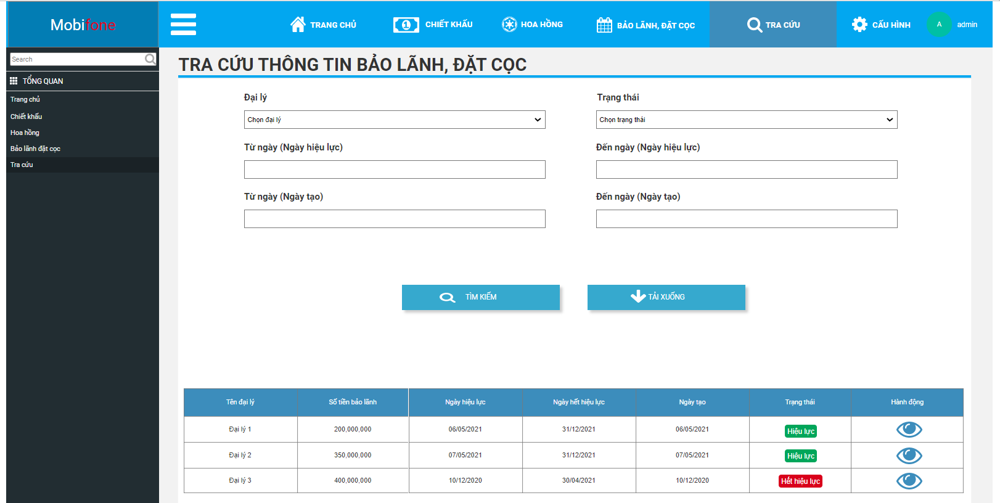 Mobifone
TRANG CHỦ
CHIẾT KHẤU
HOA HỒNG
BẢO LÃNH, ĐẶT CỌC
TRA CỨU
CẤU HÌNH
A
admin
Search
TỔNG QUAN
Trang chủ
Chiết khấu
Hoa hồng
Bảo lãnh đặt cọc
Tra cứu
TRA CỨU THÔNG TIN BẢO LÃNH, ĐẶT CỌC
Đại lý
Trạng thái
Chọn đại lý
Chọn trạng thái
Từ ngày (Ngày hiệu lực)
Đến ngày (Ngày hiệu lực)
Từ ngày (Ngày tạo)
Đến ngày (Ngày tạo)
TÌM KIẾM
TẢI XUỐNG
Tên đại lý Số tiền bảo lãnh Ngày hiệu lực Ngày hết hiệu lực Ngày tạo Trạng thái Hành động
Đại lý 1 200,000,000 06/05/2021 31/12/2021 06/05/2021 Hiệu lực
Đại lý 2 350,000,000 07/05/2021 31/12/2021 07/05/2021 Hiệu lực
Đại lý 3 400,000,000 10/12/2020 30/04/2021 10/12/2020 Hết hiệu lực